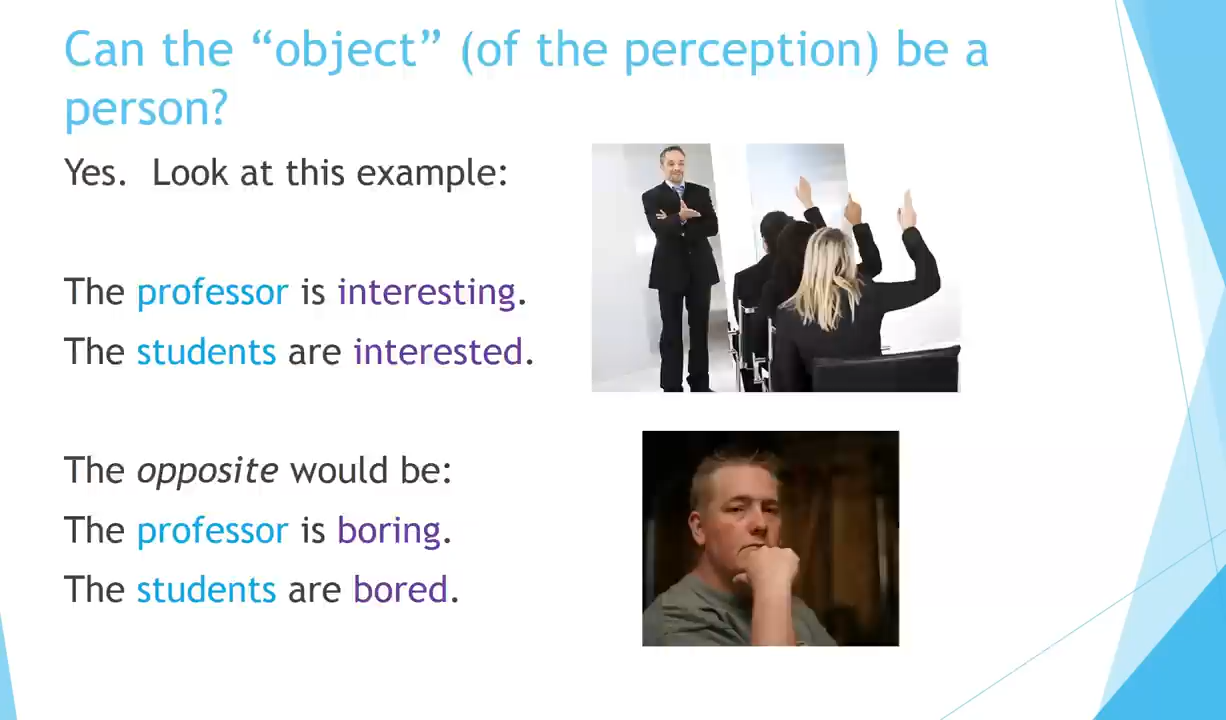 Can the “object” (of the perception) be a
person?
Yes.  Look at this example:
The professor is interesting.
The students are interested.
The opposite would be:
The professor is boring.
The students are bored.